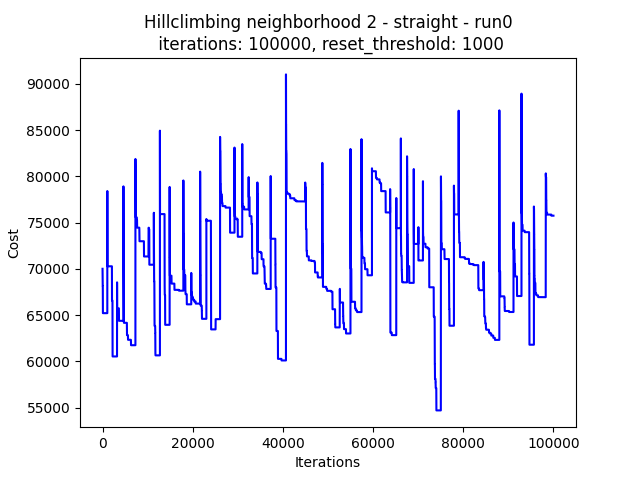 Hillclimbing neighborhood 2 - straight - run0
iterations: 100000, reset_threshold: 1000
90000
85000
80000
75000
70000
65000
60000
55000
Cost
0 20000 40000 60000 80000 100000
Iterations